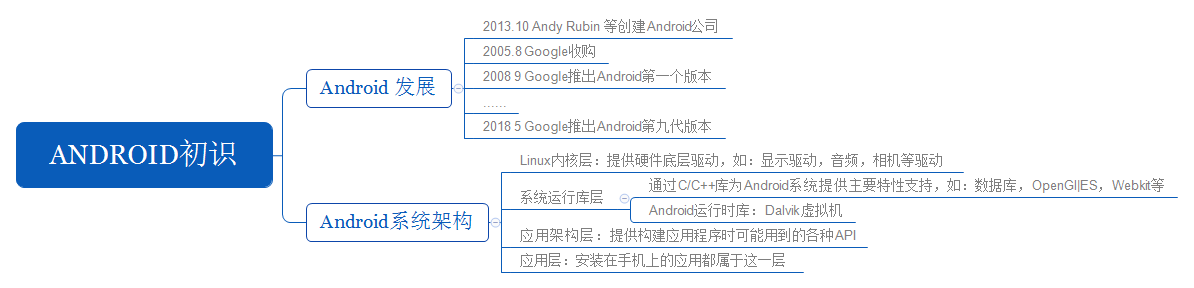 2013.10 Andy Rubin 等创建Android公司
2005.8 Google收购
Android 发展
2008 9 Google推出Android第一个版本
......
2018 5 Google推出Android第九代版本
ANDROID初识
Linux内核层：提供硬件底层驱动，如：显示驱动，音频，相机等驱动
系统运行库层
通过C/C++库为Android系统提供主要特性支持，如：数据库，OpenGl|ES，Webkit等
Android运行时库：Dalvik虚拟机
Android系统架构
应用架构层：提供构建应用程序时可能用到的各种API
应用层：安装在手机上的应用都属于这一层